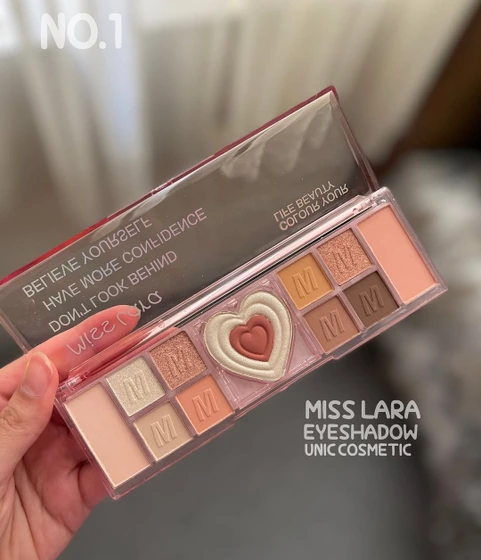 NO.1
miss Lara
DON'T LOOK BEHIND
HAVE MORE CONFIDENCE
BELIEVE YOURSELF
COLOUR YOUR
LIFE BEAUTY
M
M
M
M
M
M
M
M
MISS LARA
EYESHADOW
UNIC COSMETIC